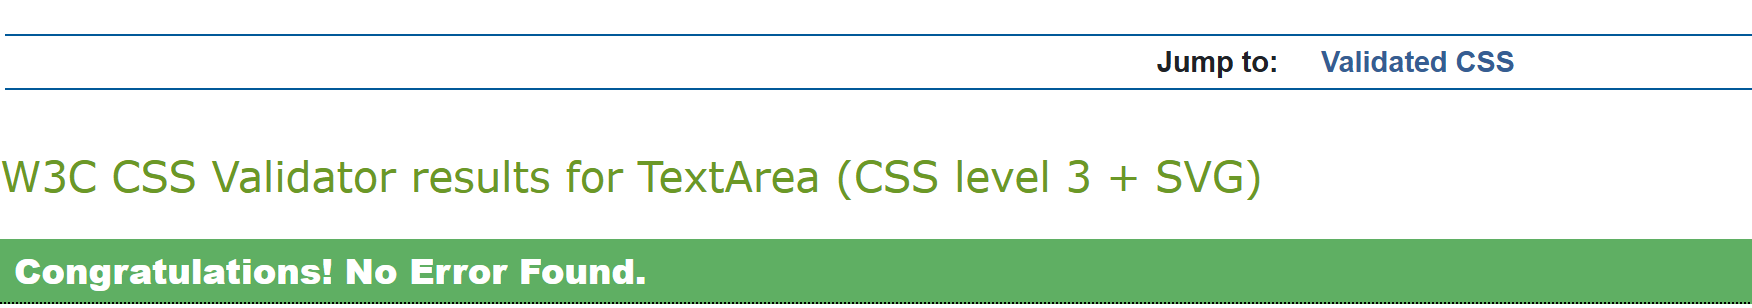 Jump to: Validated CSS
W3C CSS Validator results for TextArea (CSS level 3 + SVG)
Congratulations! No Error Found.